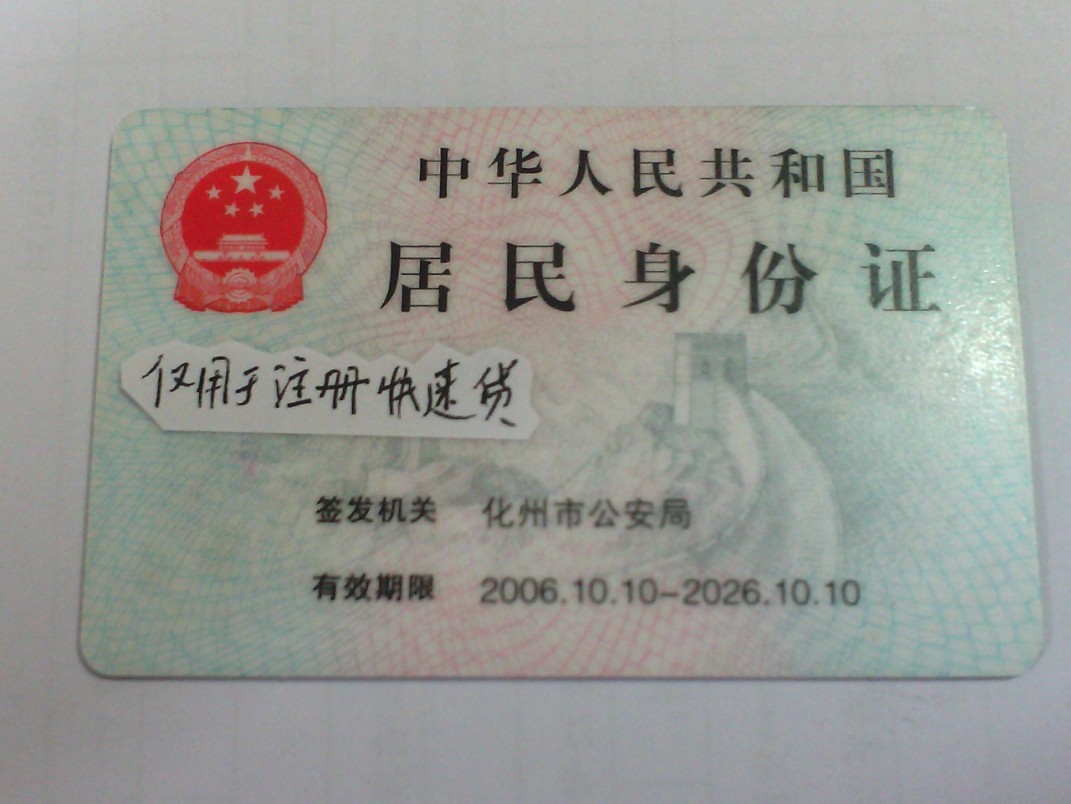 中华人民共和国
居民身份证
仅用于注册快速贷
签发机关 化州市公安局
有效期限 2006.10.10-2026.10.10